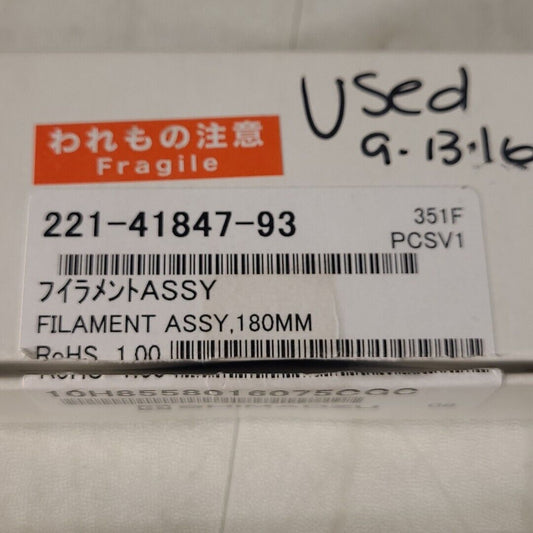 Used
9.13.16
われもの注意
Fragile
221-41847-93
351F
PCSV1
フイラメントASSY
FILAMENT ASSY,180MM
RoHS 1.00